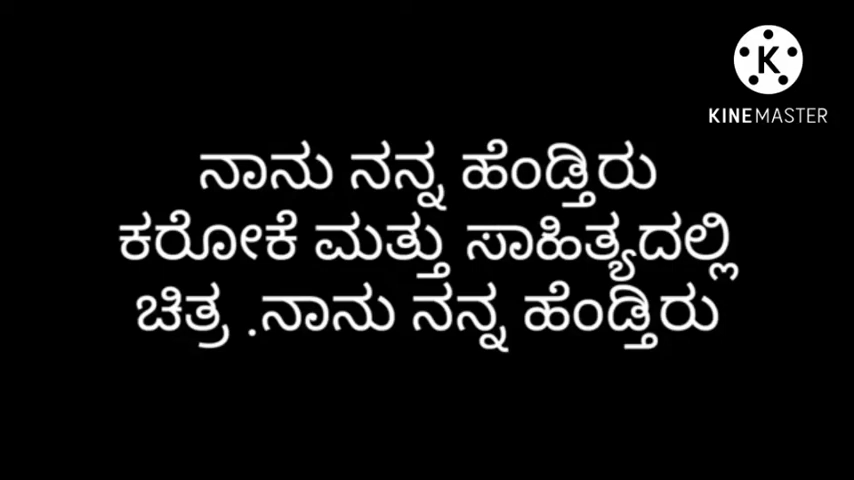 KINEMASTER
ನಾನು ನನ್ನ ಹೆಂಡ್ತಿರು
ಕರೋಕೆ ಮತ್ತು ಸಾಹಿತ್ಯದಲ್ಲಿ
ಚಿತ್ರ .ನಾನು ನನ್ನ ಹೆಂಡ್ತಿರು